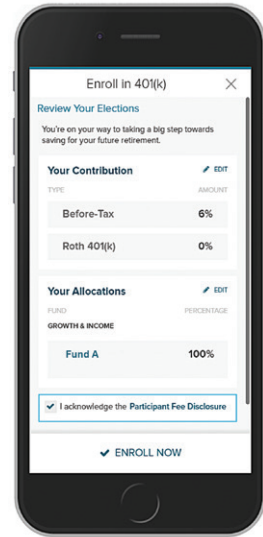 Enroll in 401(k)
Review Your Elections
You're on your way to taking a big step towards
saving for your future retirement.
Your Contribution EDIT
TYPE AMOUNT
Before-Tax 6%
Roth 401(k) 0%
Your Allocations EDIT
FUND PERCENTAGE
GROWTH & INCOME
Fund A 100%
I acknowledge the Participant Fee Disclosure
ENROLL NOW